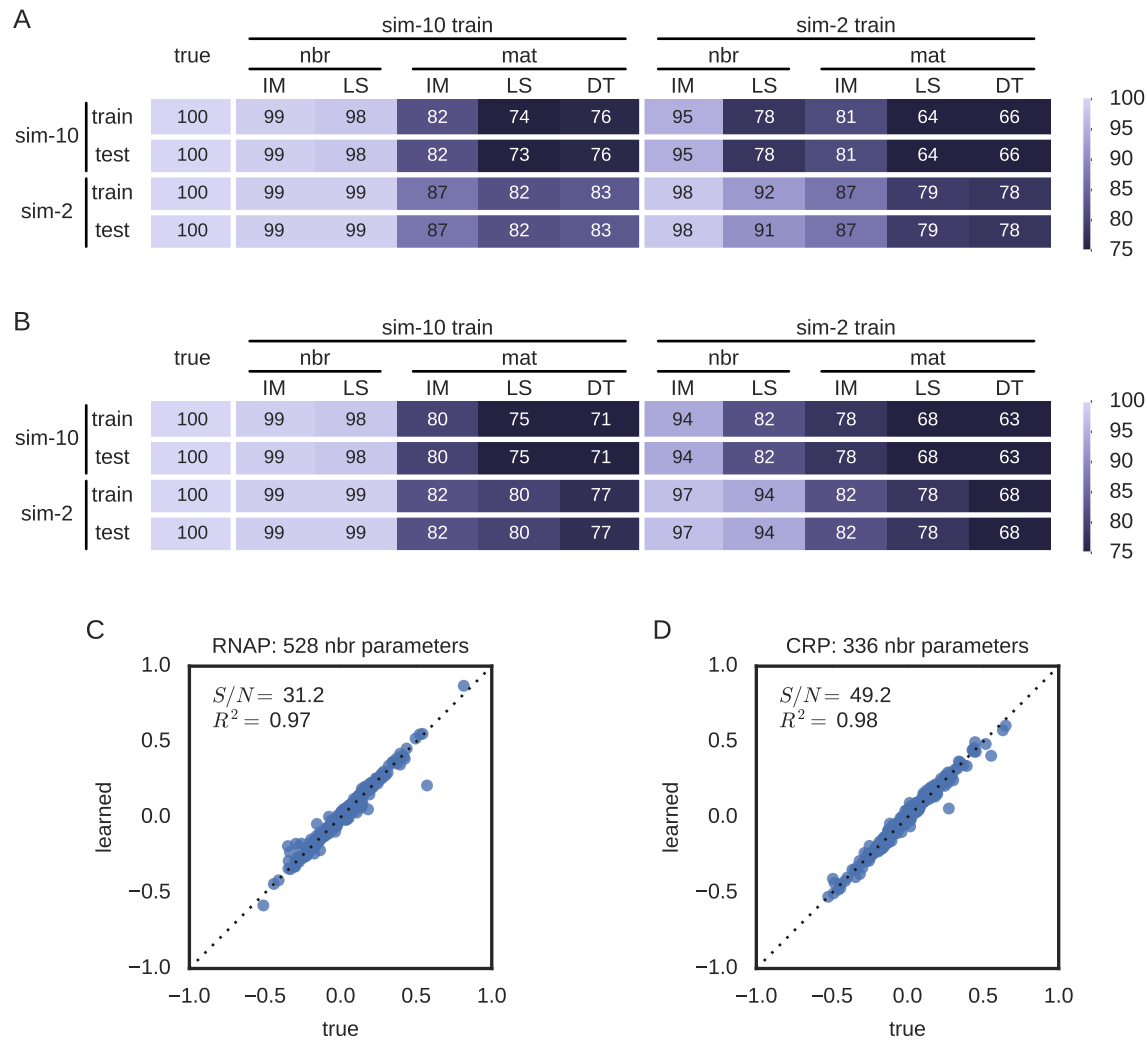 A
sim-10 train sim-2 train
true nbr mat nbr mat
IM LS IM LS DT IM LS IM LS DT
sim-10 train 100 99 98 82 74 76 95 78 81 64 66
test 100 99 98 82 73 76 95 78 81 64 66
sim-2 train 100 99 99 87 82 83 98 92 87 79 78
test 100 99 99 87 82 83 98 91 87 79 78
100
95
90
85
80
75
B
sim-10 train sim-2 train
true nbr mat nbr mat
IM LS IM LS DT IM LS IM LS DT
sim-10 train 100 99 98 80 75 71 94 82 78 68 63
test 100 99 98 80 75 71 94 82 78 68 63
sim-2 train 100 99 99 82 80 77 97 94 82 78 68
test 100 99 99 82 80 77 97 94 82 78 68
100
95
90
85
80
75
C
RNAP: 528 nbr parameters
S/N = 31.2
R² = 0.97
1.0
0.5
0.0
−0.5
−1.0
learned
−1.0 −0.5 0.0 0.5 1.0
true
D
CRP: 336 nbr parameters
S/N = 49.2
R² = 0.98
1.0
0.5
0.0
−0.5
−1.0
learned
−1.0 −0.5 0.0 0.5 1.0
true